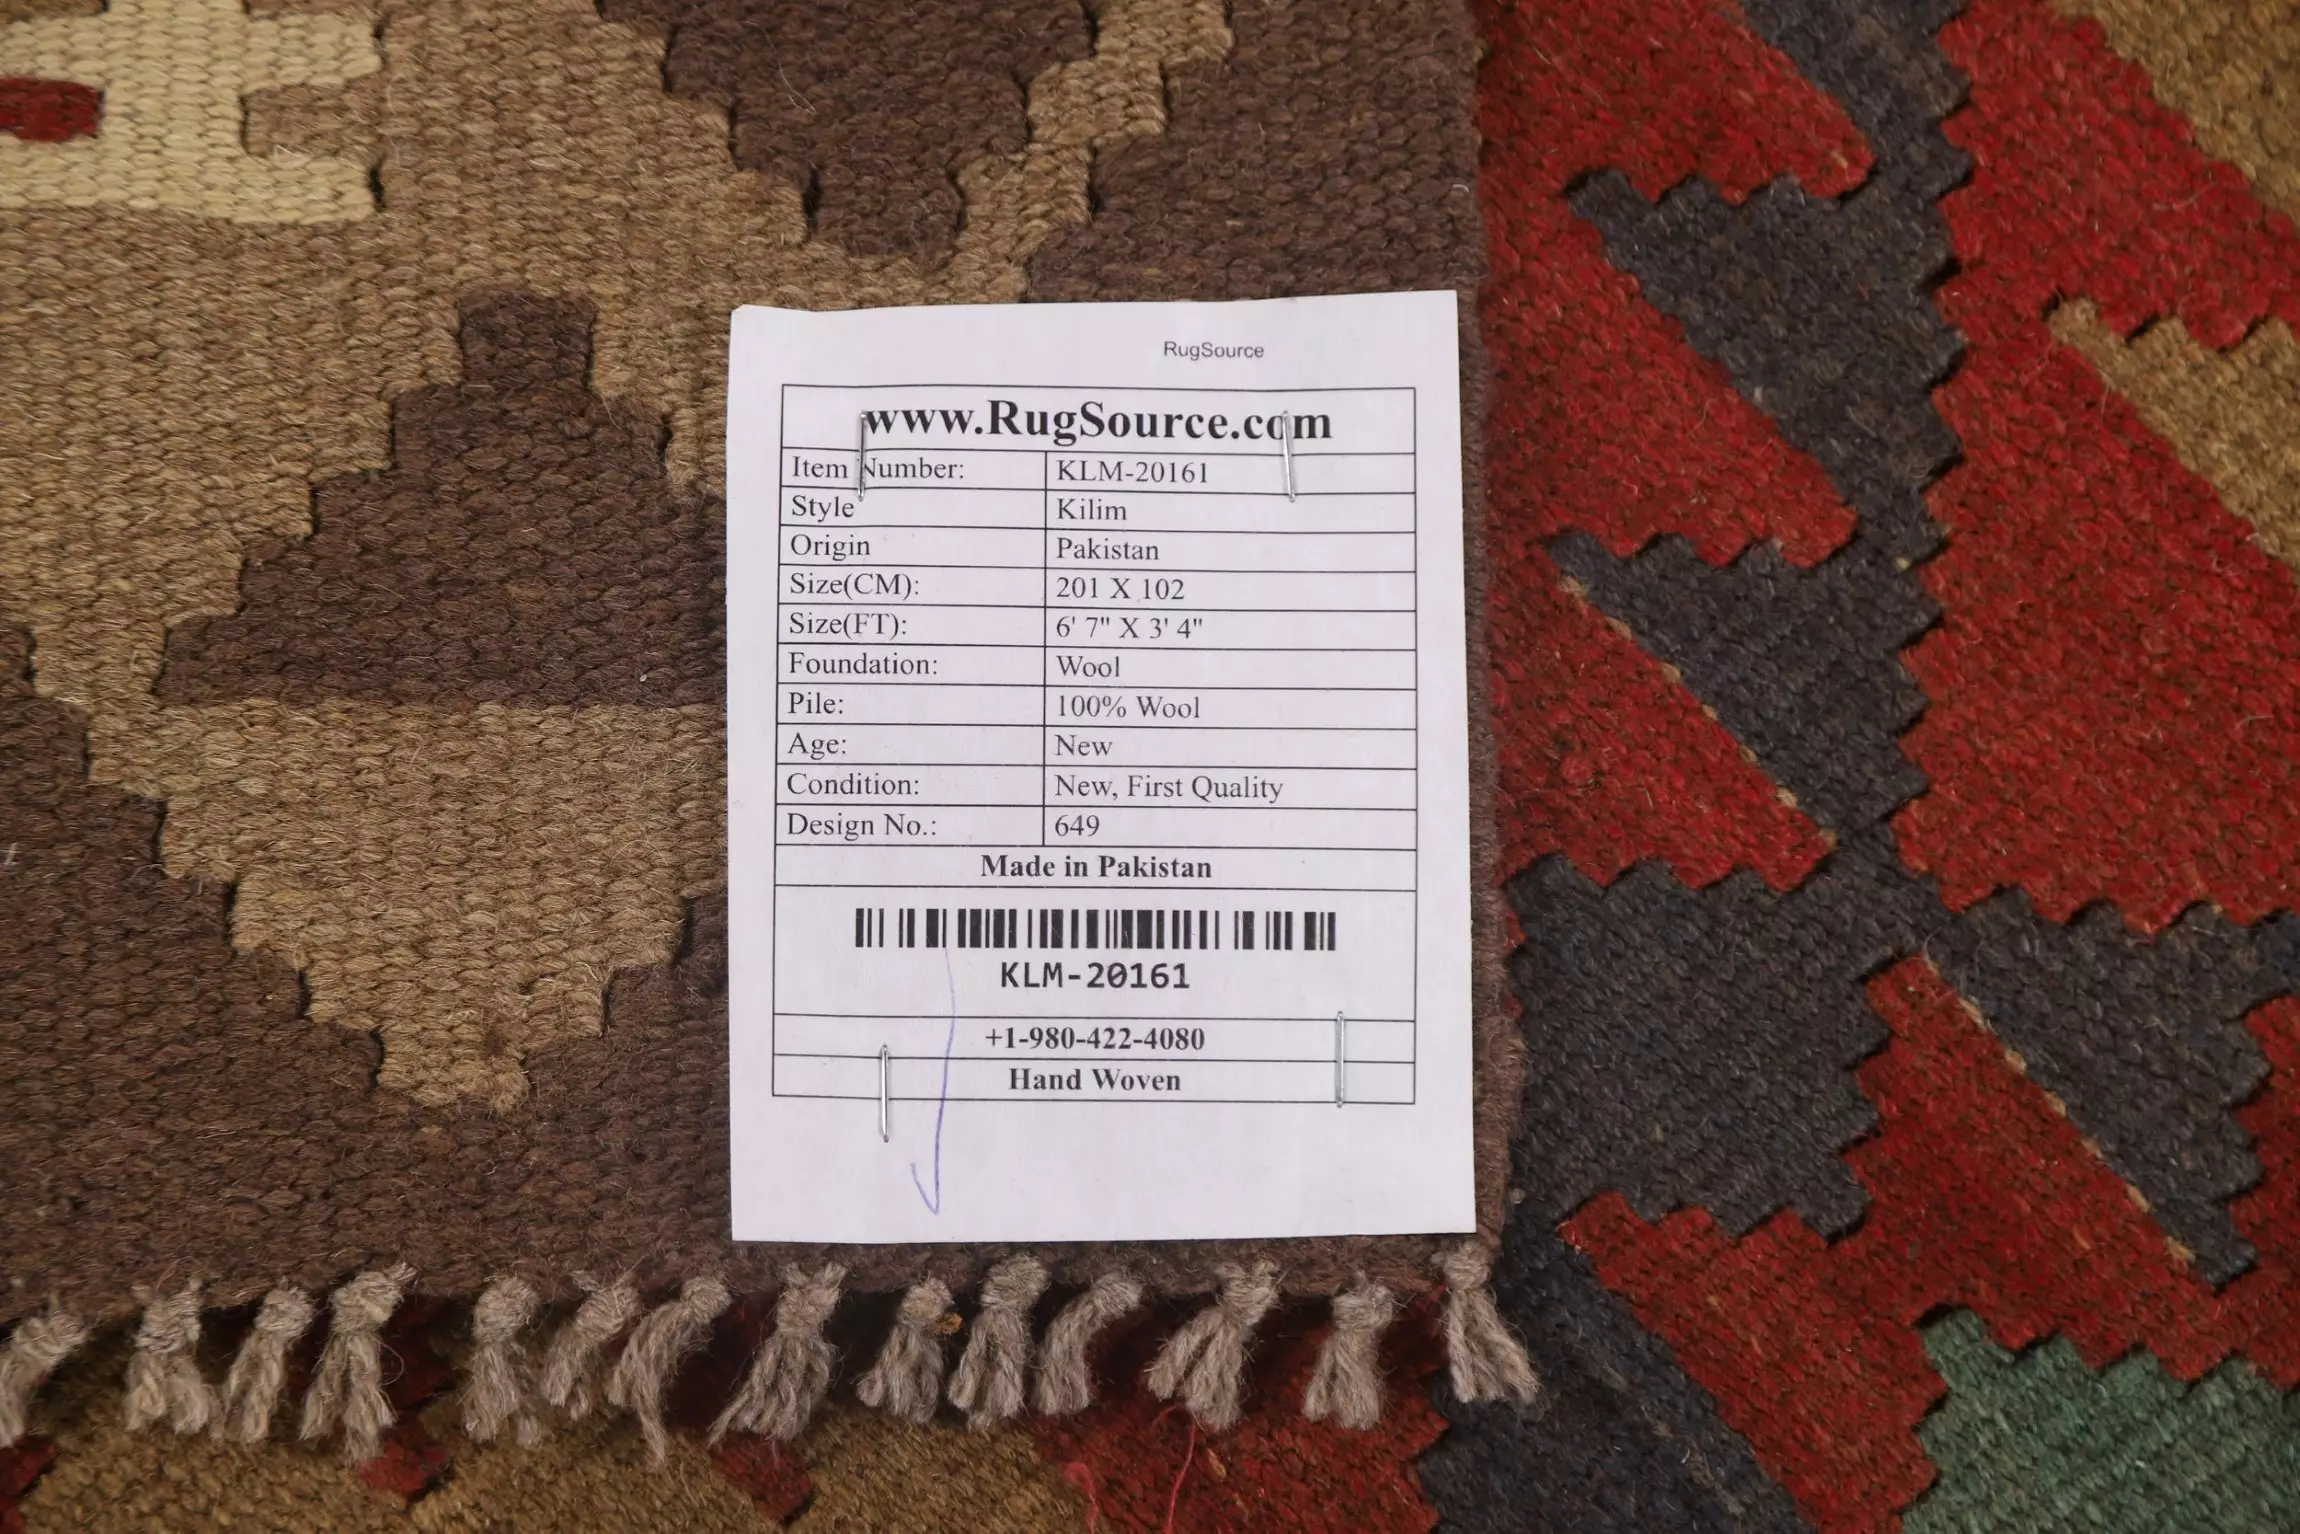 RugSource
www.RugSource.com
Item Number: KLM-20161
Style Kilim
Origin Pakistan
Size(CM): 201 X 102
Size(FT): 6' 7" X 3' 4"
Foundation: Wool
Pile: 100% Wool
Age: New
Condition: New, First Quality
Design No.: 649
Made in Pakistan
KLM-20161
+1-980-422-4080
Hand Woven